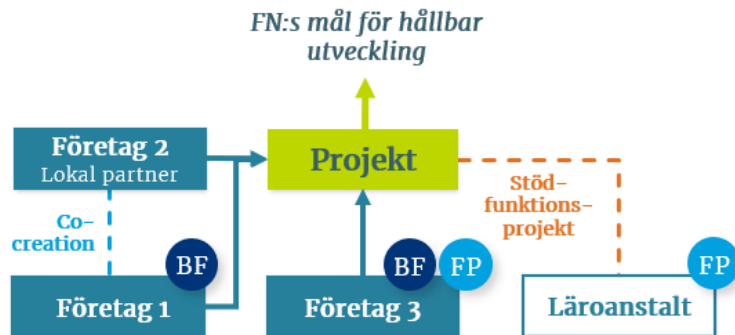 FN:s mål för hållbar
utveckling
Företag 2
Lokal partner
Projekt
Co-
creation
Stöd-
funktions-
projekt
BF
Företag 1
BF
FP
Företag 3
FP
Läroanstalt